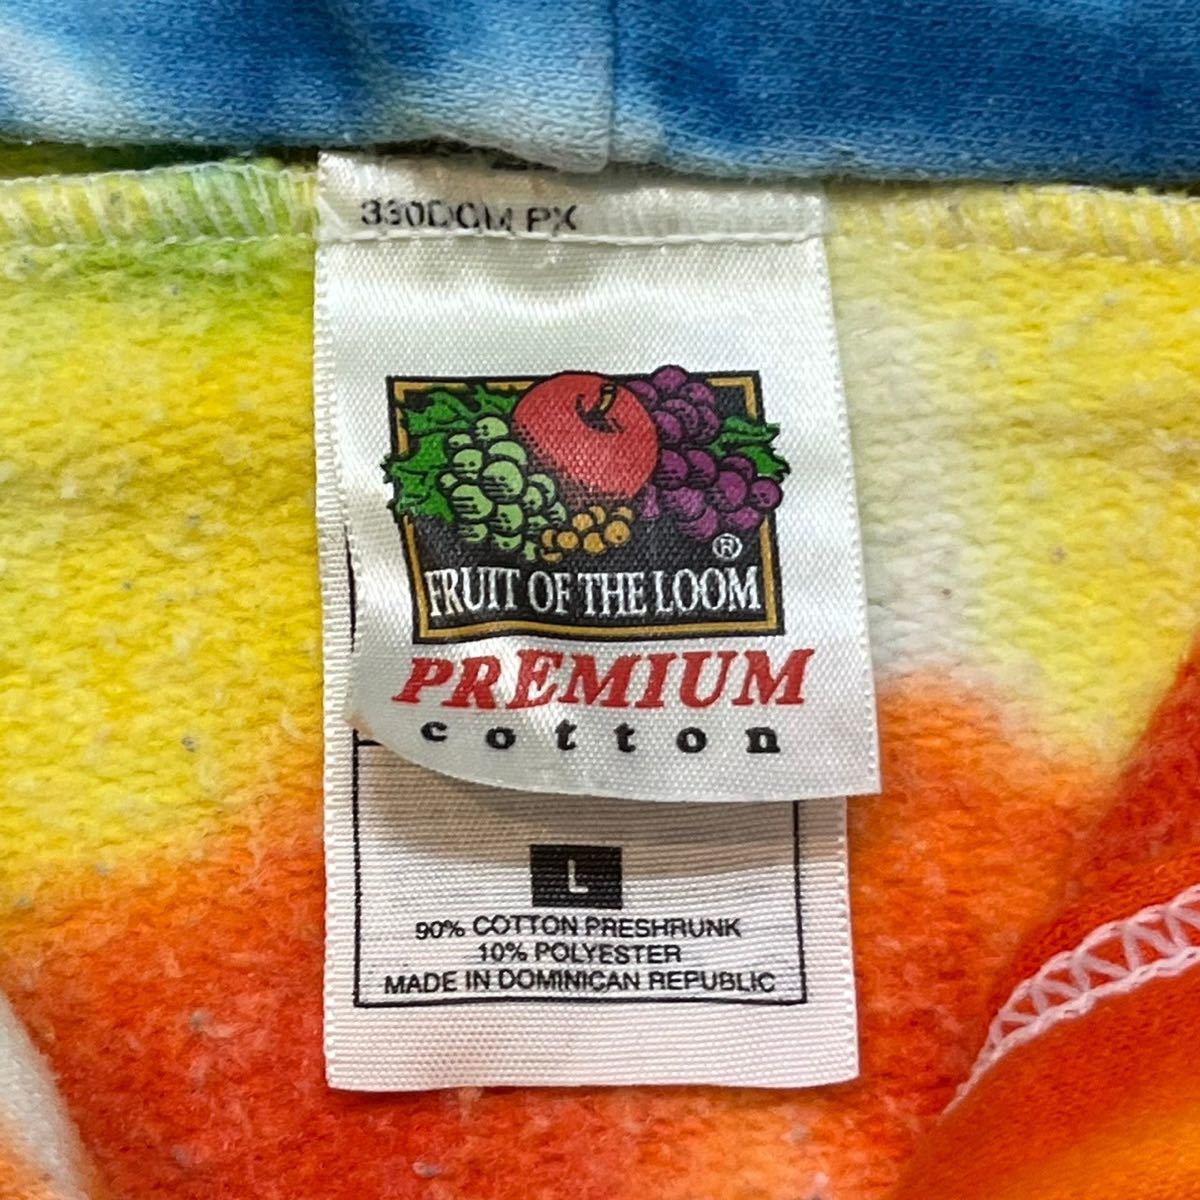 330DCM PX
FRUIT OF THE LOOM ®
PREMIUM
cotton
L
90% COTTON PRESHRUNK
10% POLYESTER
MADE IN DOMINICAN REPUBLIC